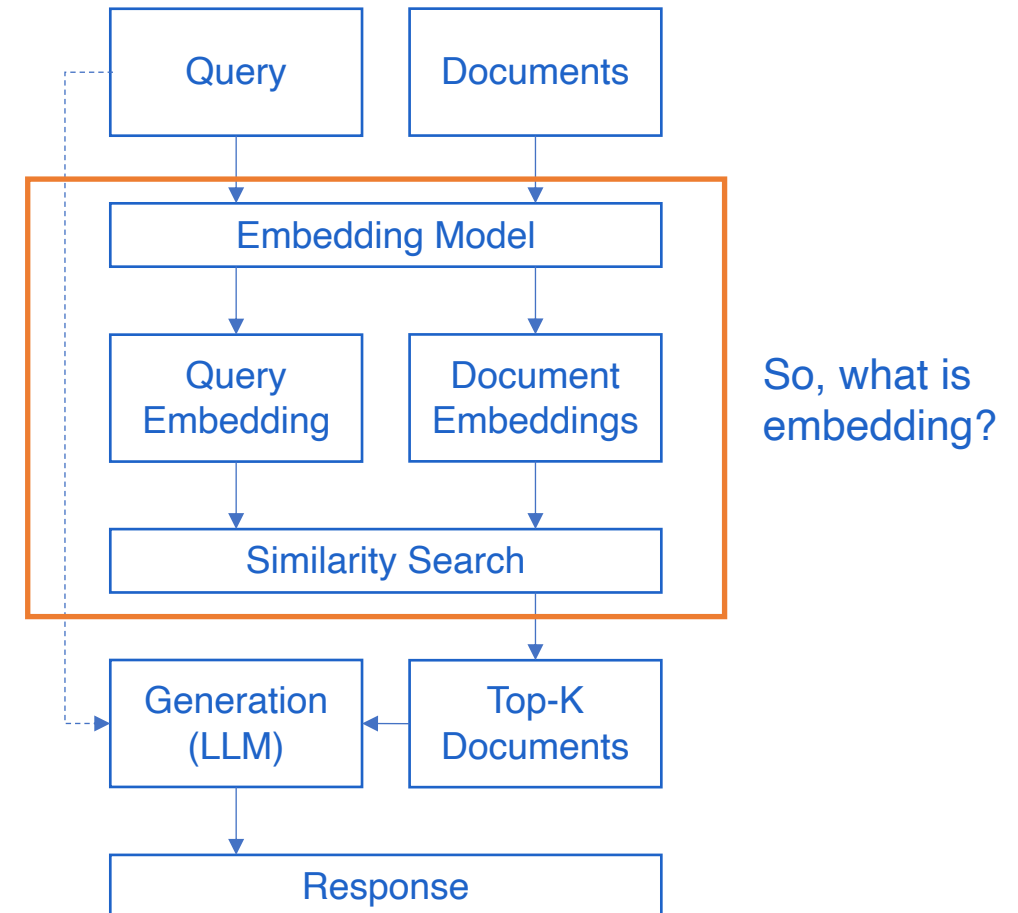 Query
Documents
Embedding Model
Query
Embedding
Document
Embeddings
So, what is
embedding?
Similarity Search
Generation
(LLM)
Top-K
Documents
Response